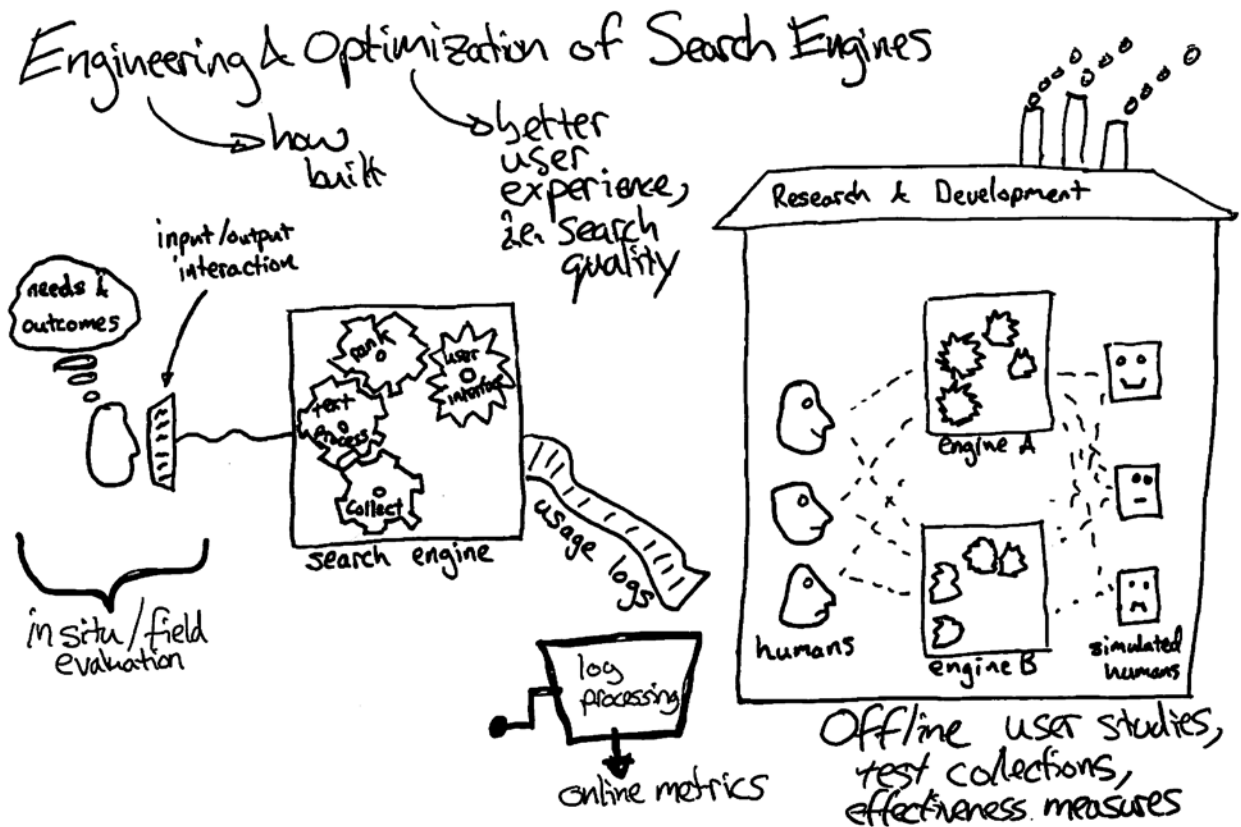 Engineering & Optimization of Search Engines
how
built
better
user
experience,
i.e. search
quality
input/output
interaction
needs &
outcomes
rank
user
interface
text
process
collect
search engine
usage logs
in situ/field
evaluation
log
processing
online metrics
Research & Development
engine A
engine B
humans
simulated
humans
Offline user studies,
test collections,
effectiveness measures